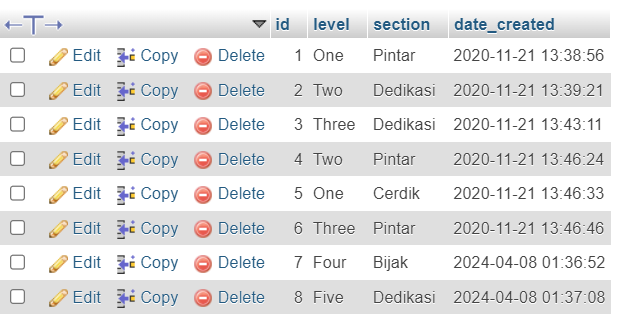 id level section date_created
Edit Copy Delete 1 One Pintar 2020-11-21 13:38:56
Edit Copy Delete 2 Two Dedikasi 2020-11-21 13:39:21
Edit Copy Delete 3 Three Dedikasi 2020-11-21 13:43:11
Edit Copy Delete 4 Two Pintar 2020-11-21 13:46:24
Edit Copy Delete 5 One Cerdik 2020-11-21 13:46:33
Edit Copy Delete 6 Three Pintar 2020-11-21 13:46:46
Edit Copy Delete 7 Four Bijak 2024-04-08 01:36:52
Edit Copy Delete 8 Five Dedikasi 2024-04-08 01:37:08